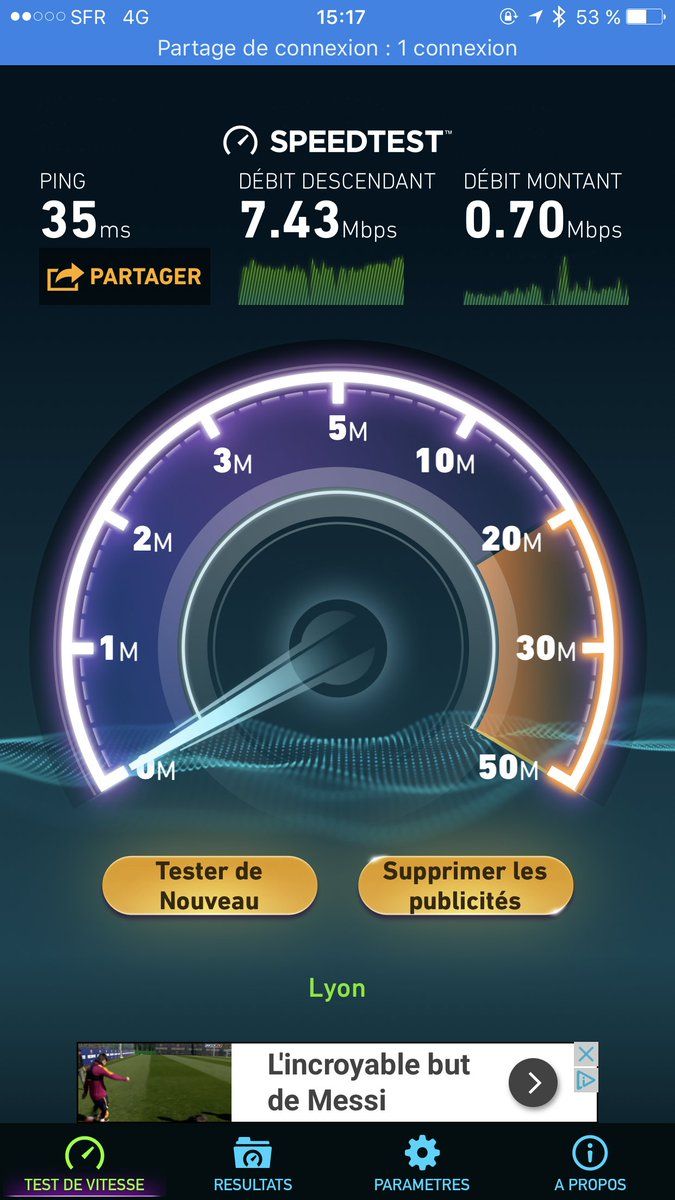 SFR 4G 15:17 53 %
Partage de connexion : 1 connexion
SPEEDTEST™
PING DÉBIT DESCENDANT DÉBIT MONTANT
35ms 7.43Mbps 0.70Mbps
PARTAGER
5M
3M 10M
2M 20M
1M 30M
0M 50M
Tester de Nouveau
Supprimer les publicités
Lyon
L'incroyable but
de Messi
TEST DE VITESSE RESULTATS PARAMETRES A PROPOS